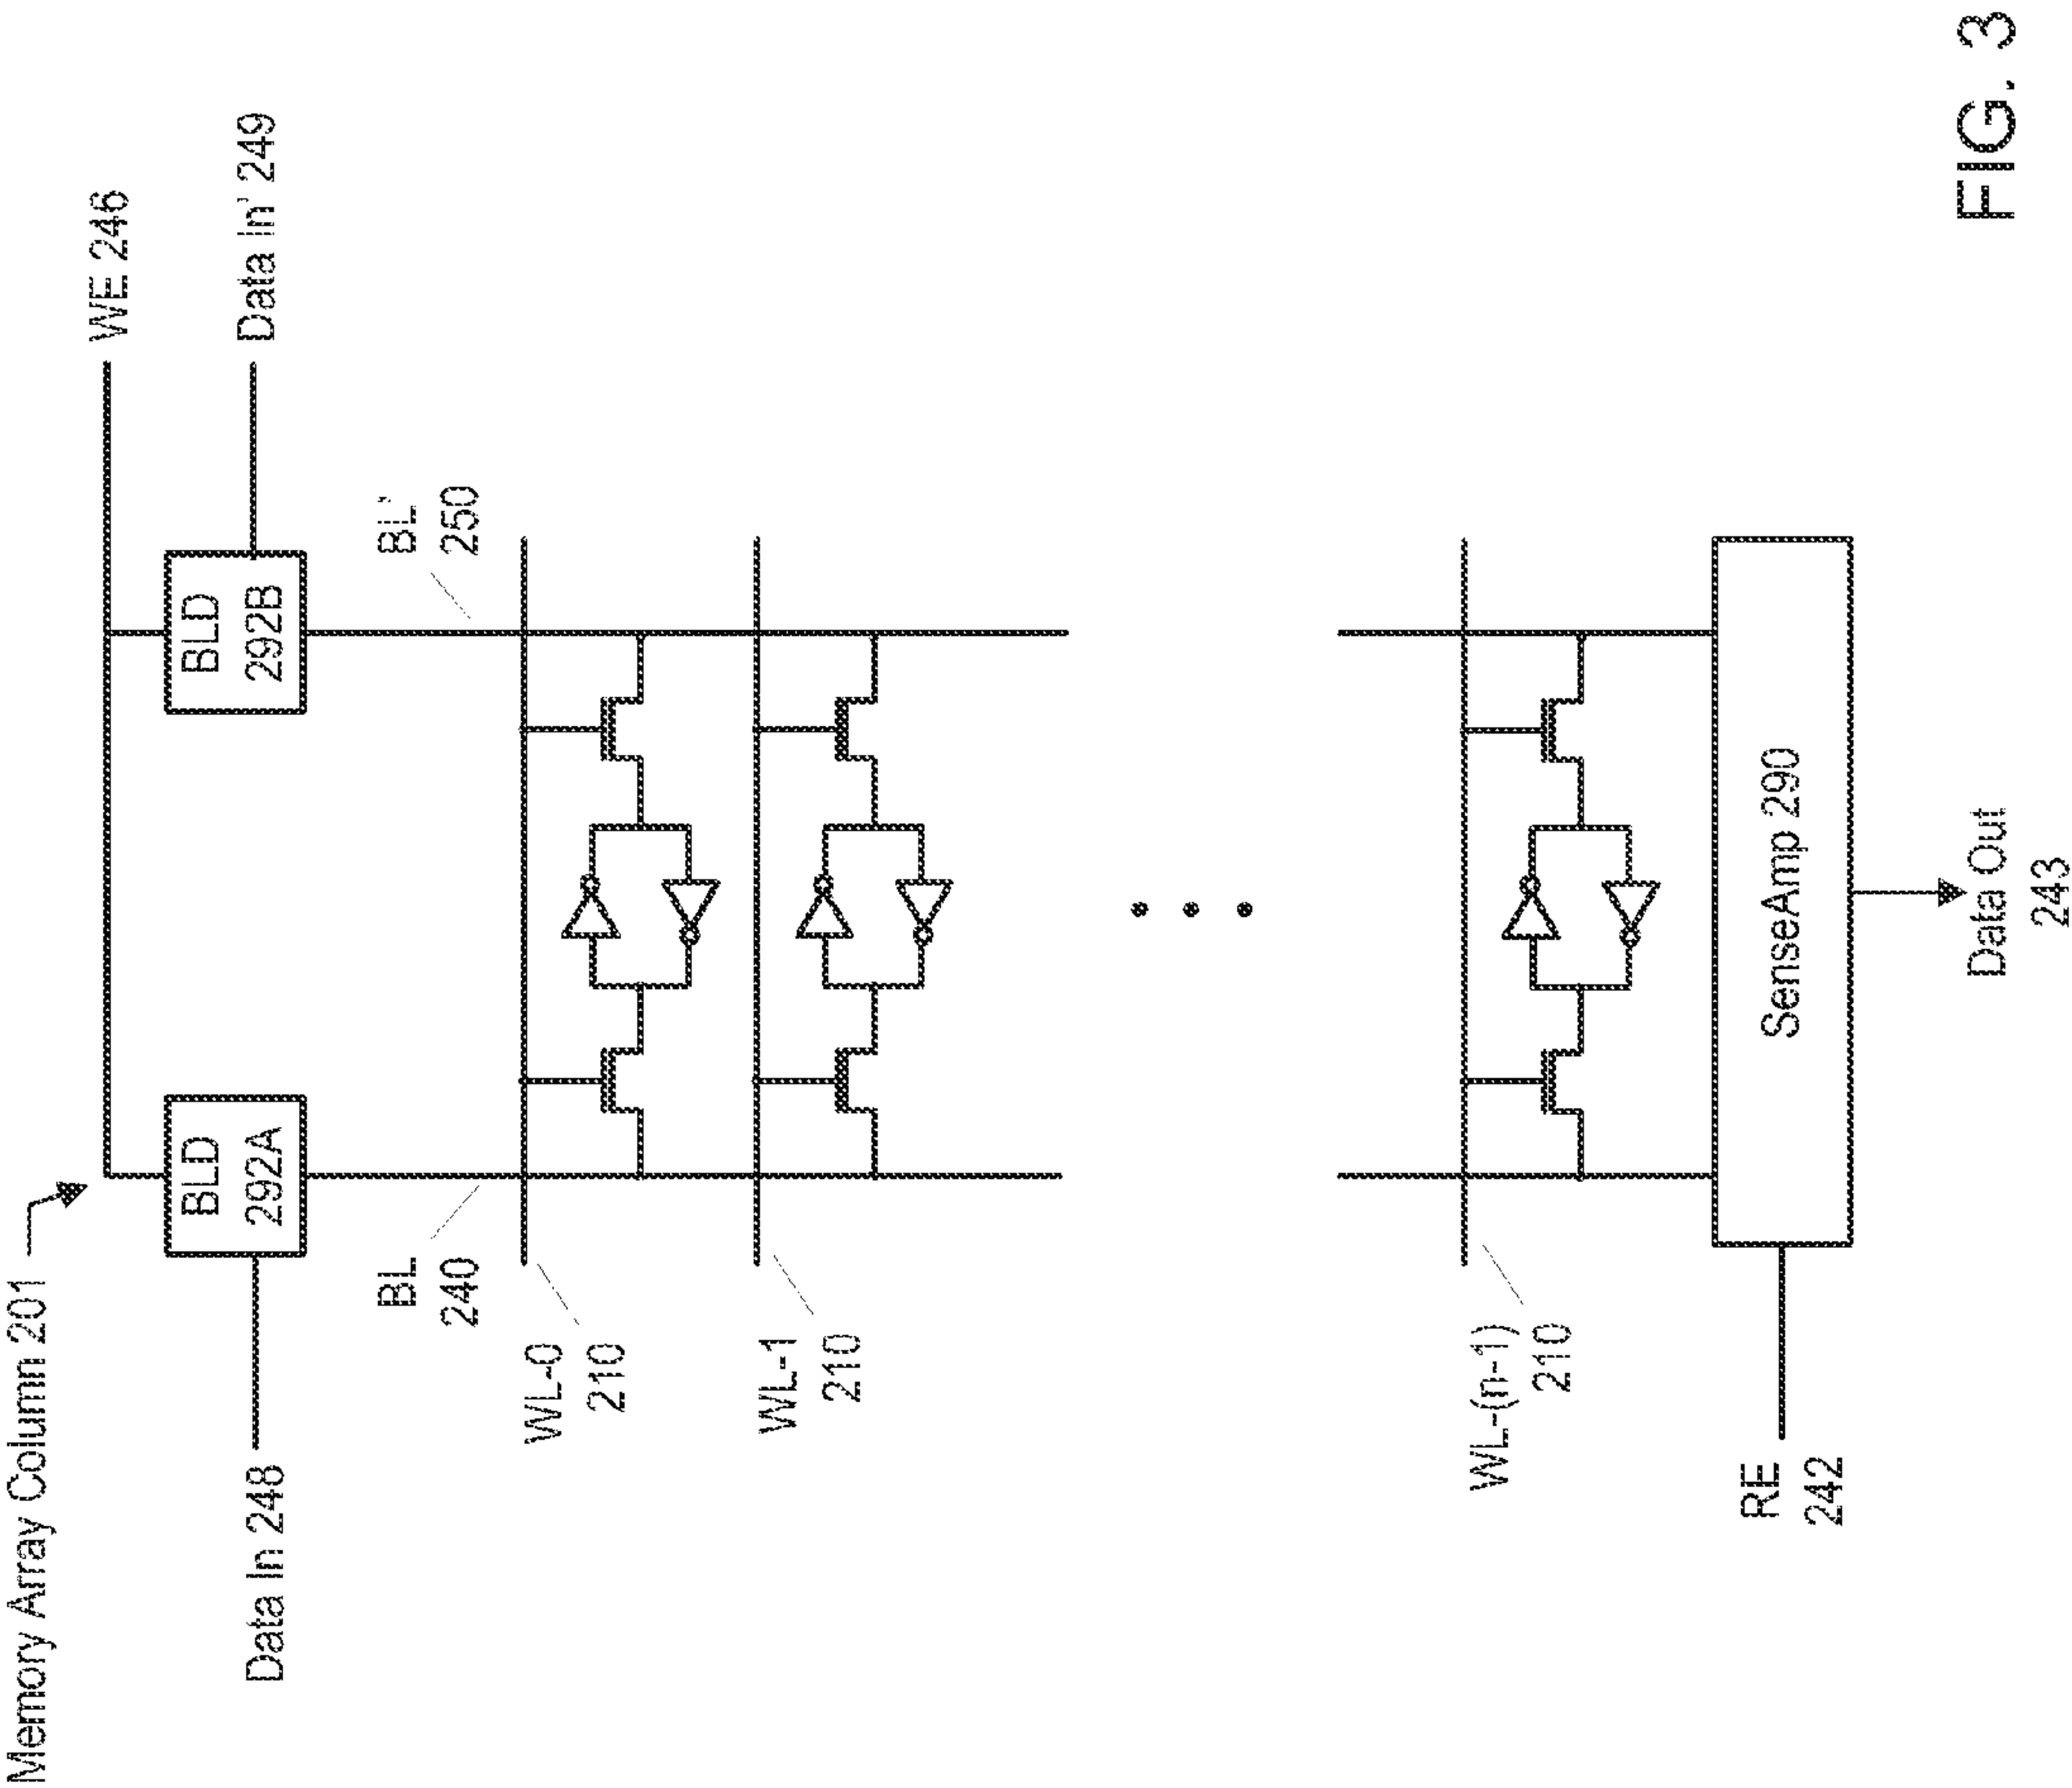 Memory Array Column 201
WE 246
BLD
292A
BLD
292B
Data In 248
Data In' 249
BL
240
BL'
250
WL-0
210
WL-1
210
WL-(n-1)
210
SenseAmp 290
RE
242
Data Out
243
FIG. 3